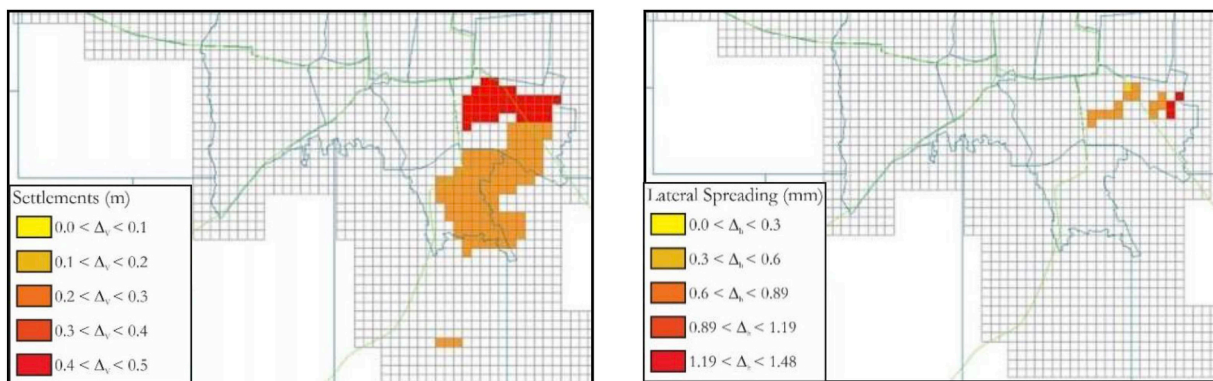 Settlements (m)
0.0 < Δᵥ < 0.1
0.1 < Δᵥ < 0.2
0.2 < Δᵥ < 0.3
0.3 < Δᵥ < 0.4
0.4 < Δᵥ < 0.5
Lateral Spreading (mm)
0.0 < Δₕ < 0.3
0.3 < Δₕ < 0.6
0.6 < Δₕ < 0.89
0.89 < Δₕ < 1.19
1.19 < Δₕ < 1.48